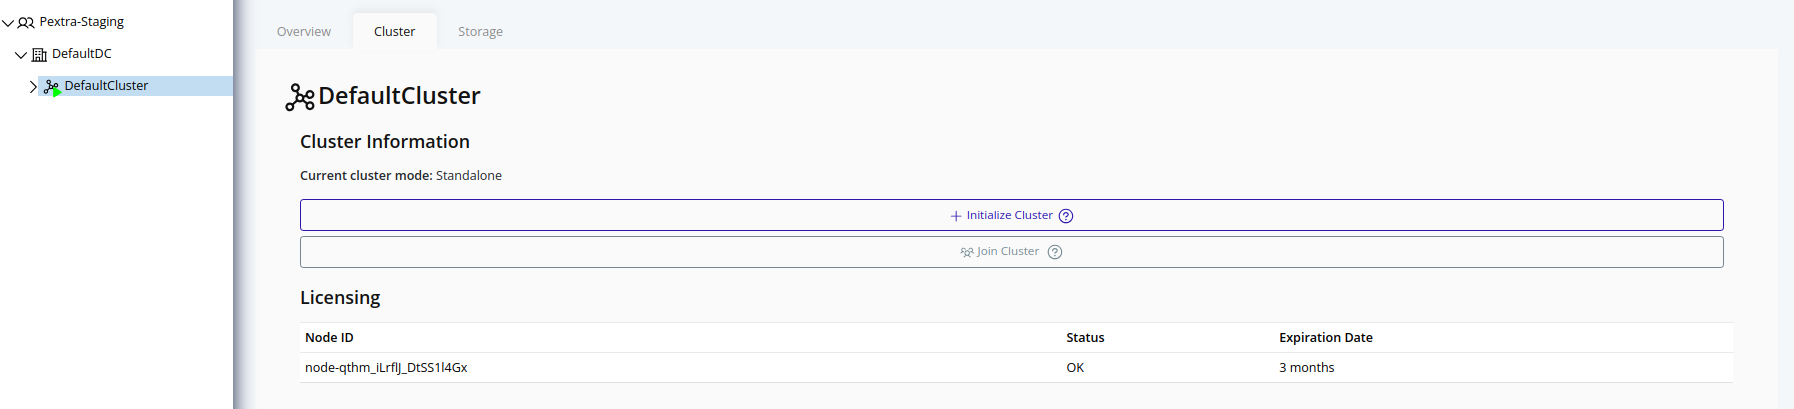 Pextra-Staging
DefaultDC
DefaultCluster
Overview
Cluster
Storage
DefaultCluster
Cluster Information
Current cluster mode: Standalone
Initialize Cluster
Join Cluster
Licensing
Node ID Status Expiration Date
node-qthm_iLrflJ_DtSS1l4Gx OK 3 months